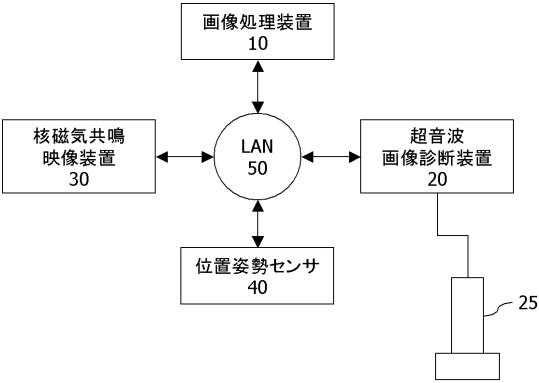 画像処理装置
10
核磁気共鳴
映像装置
30
LAN
50
超音波
画像診断装置
20
位置姿勢センサ
40
25